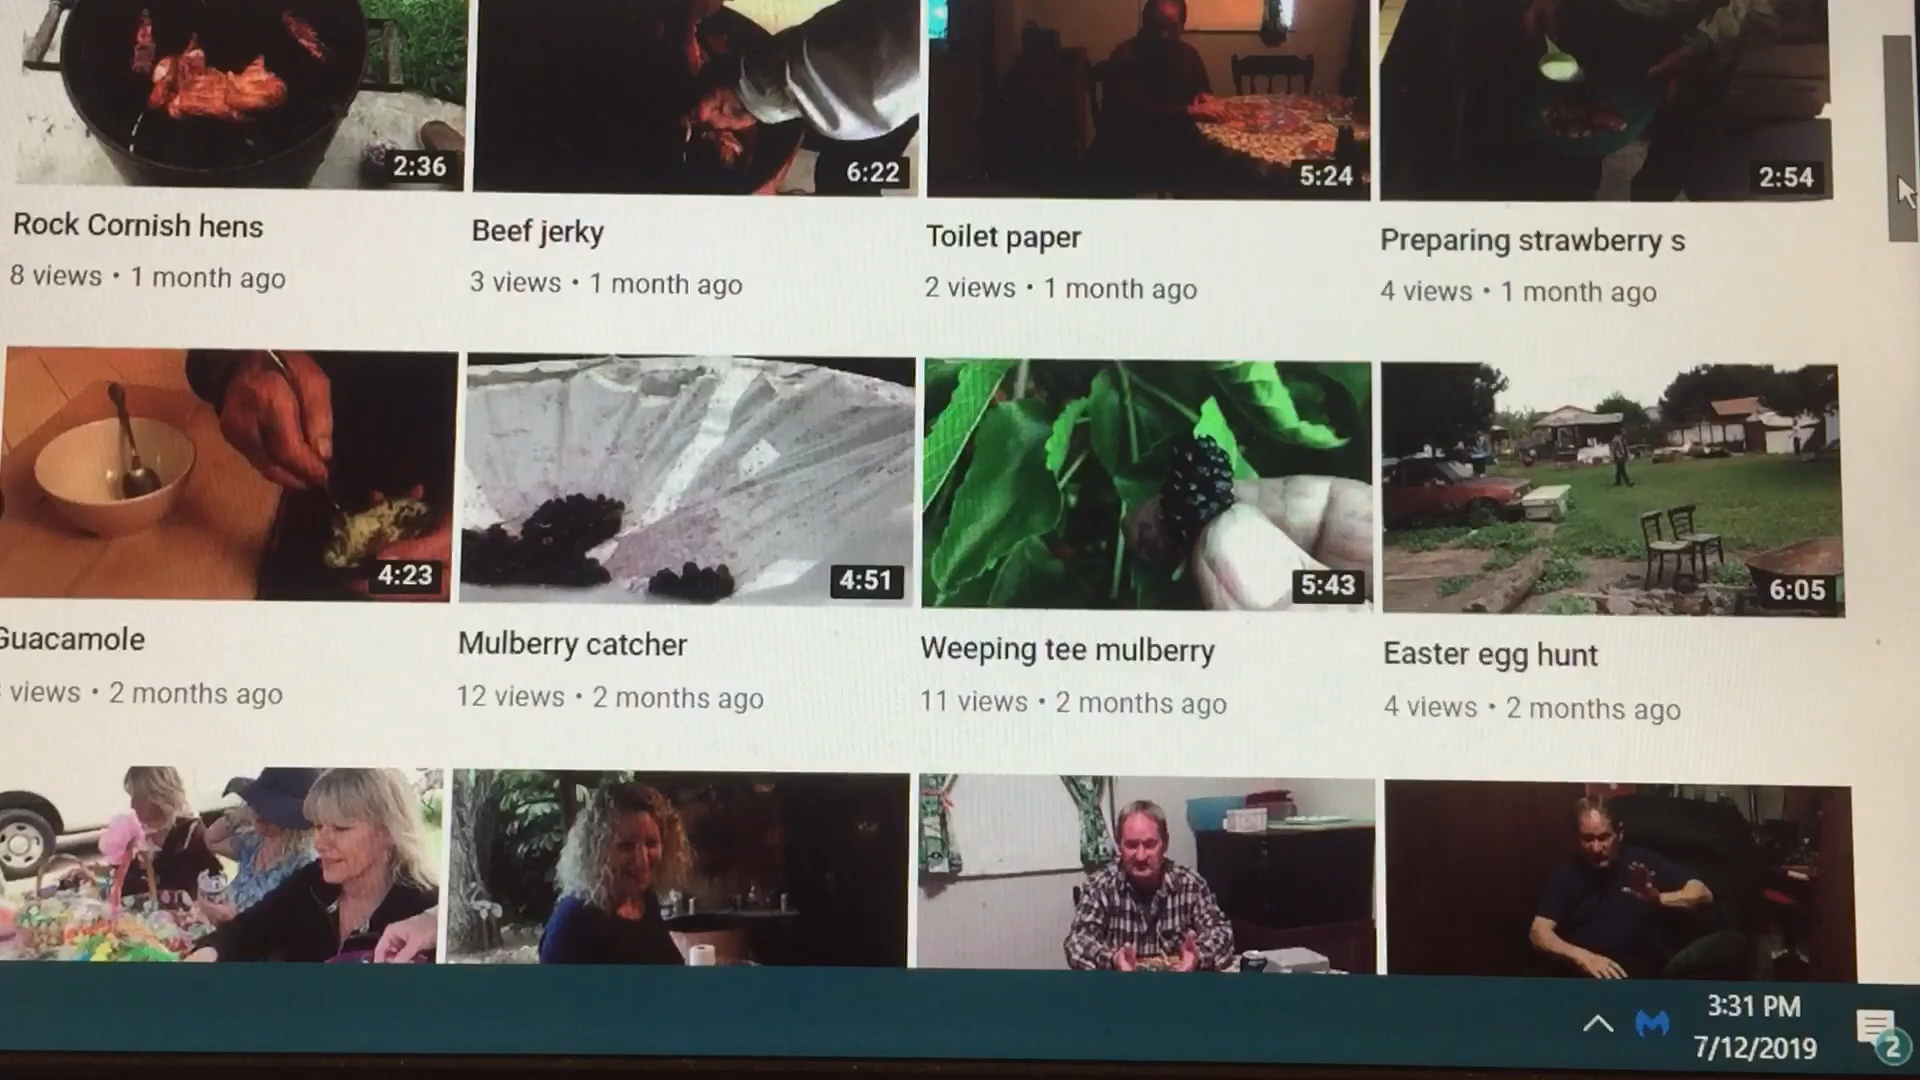 2:36
6:22
5:24
2:54
Rock Cornish hens
Beef jerky
Toilet paper
Preparing strawberry s
8 views • 1 month ago
3 views • 1 month ago
2 views • 1 month ago
4 views • 1 month ago
4:23
4:51
5:43
6:05
Guacamole
Mulberry catcher
Weeping tee mulberry
Easter egg hunt
views • 2 months ago
12 views • 2 months ago
11 views • 2 months ago
4 views • 2 months ago
3:31 PM
7/12/2019
2